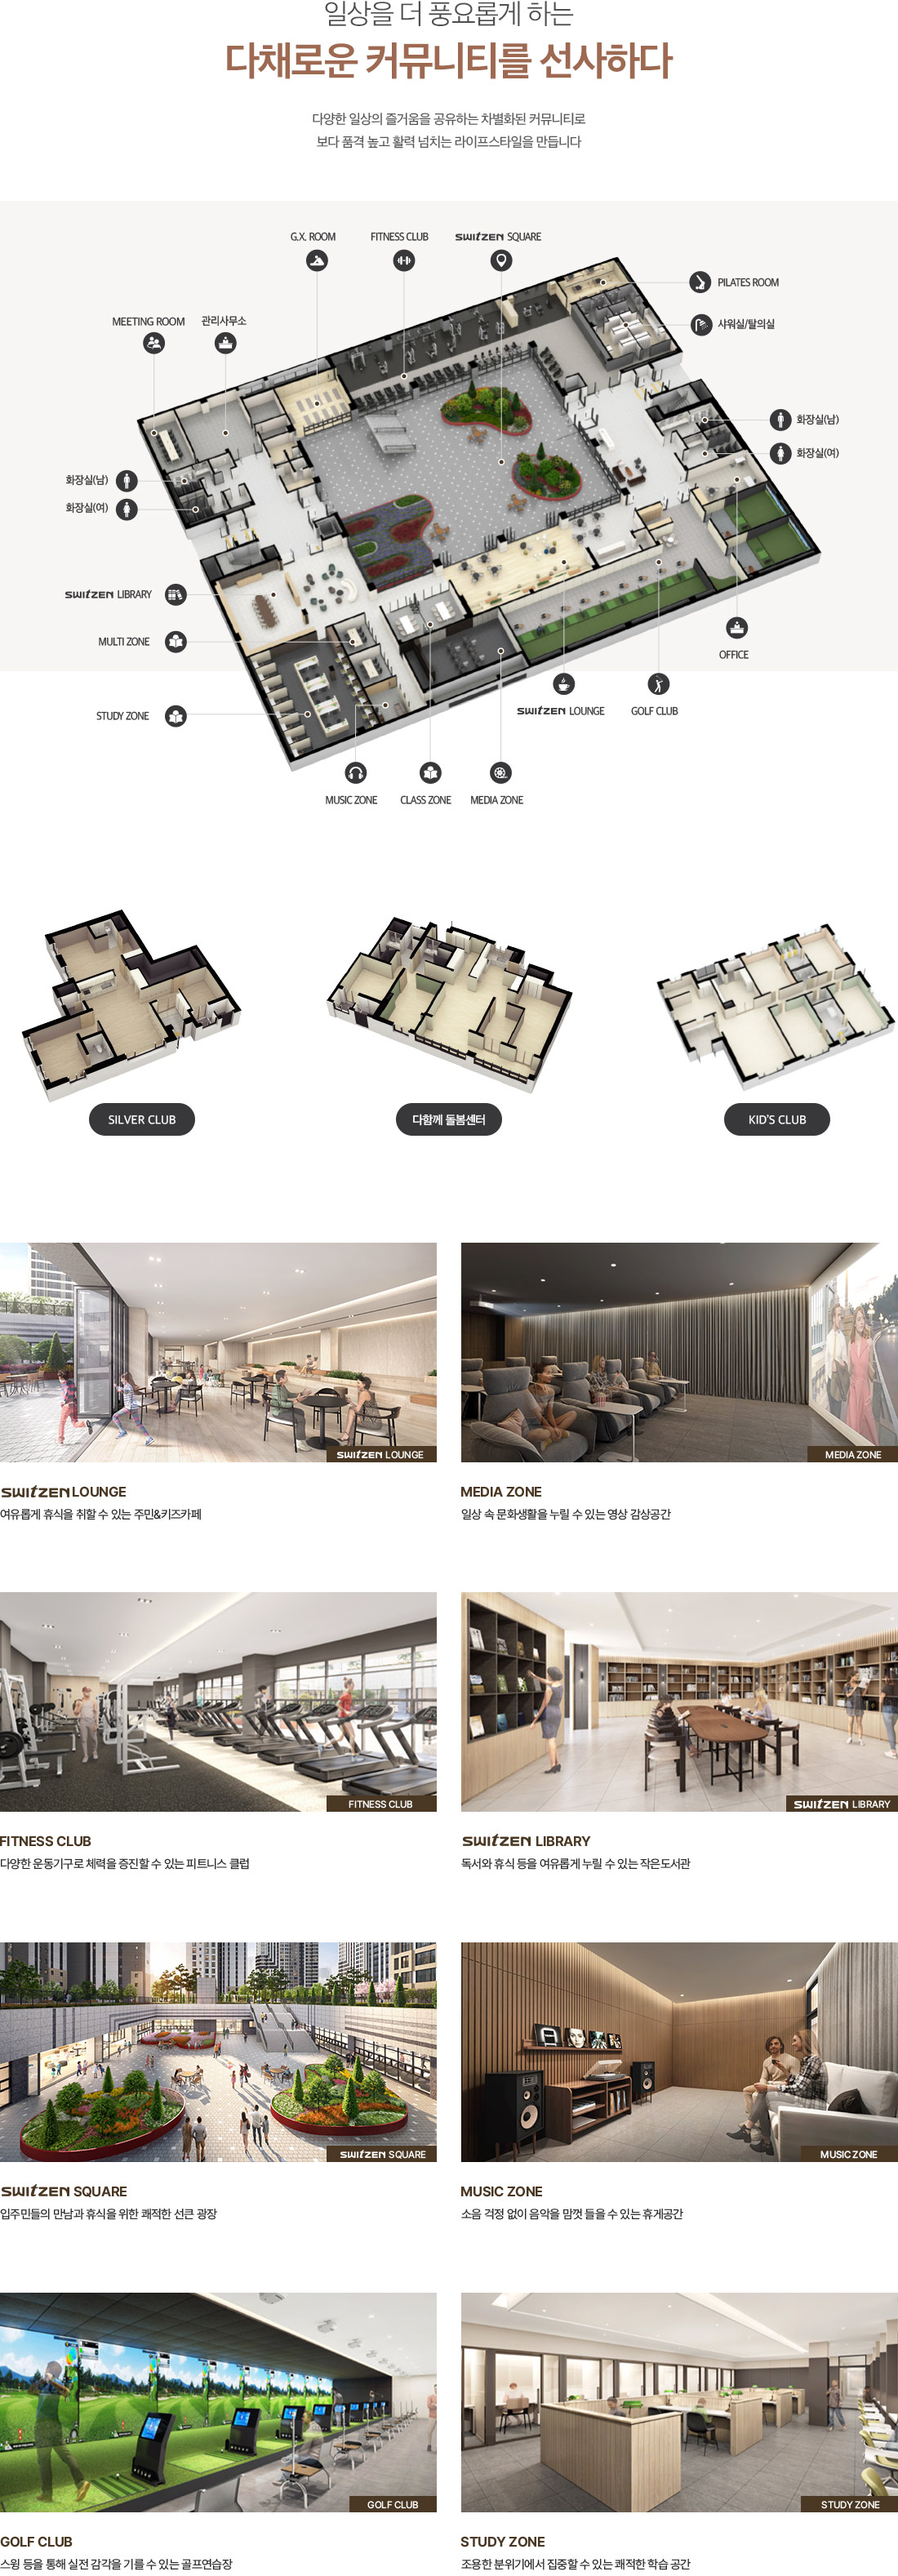 일상을 더 풍요롭게 하는
다채로운 커뮤니티를 선사하다
다양한 일상의 즐거움을 공유하는 차별화된 커뮤니티로
보다 품격 높고 활력 넘치는 라이프스타일을 만듭니다
G.X. ROOM
FITNESS CLUB
SWITZEN SQUARE
PILATES ROOM
MEETING ROOM
관리사무소
샤워실/탈의실
화장실(남)
화장실(여)
화장실(남)
화장실(여)
SWITZEN LIBRARY
MULTI ZONE
OFFICE
STUDY ZONE
SWITZEN LOUNGE
GOLF CLUB
MUSIC ZONE
CLASS ZONE
MEDIA ZONE
SILVER CLUB
다함께 돌봄센터
KID'S CLUB
SWITZEN LOUNGE
MEDIA ZONE
SWITZEN LOUNGE
여유롭게 휴식을 취할 수 있는 주민&키즈카페
MEDIA ZONE
일상 속 문화생활을 누릴 수 있는 영상 감상공간
FITNESS CLUB
SWITZEN LIBRARY
FITNESS CLUB
다양한 운동기구로 체력을 증진할 수 있는 피트니스 클럽
SWITZEN LIBRARY
독서와 휴식 등을 여유롭게 누릴 수 있는 작은도서관
SWITZEN SQUARE
MUSIC ZONE
SWITZEN SQUARE
입주민들의 만남과 휴식을 위한 쾌적한 선큰 광장
MUSIC ZONE
소음 걱정 없이 음악을 맘껏 들을 수 있는 휴게공간
GOLF CLUB
STUDY ZONE
GOLF CLUB
스윙 등을 통해 실전 감각을 기를 수 있는 골프연습장
STUDY ZONE
조용한 분위기에서 집중할 수 있는 쾌적한 학습 공간